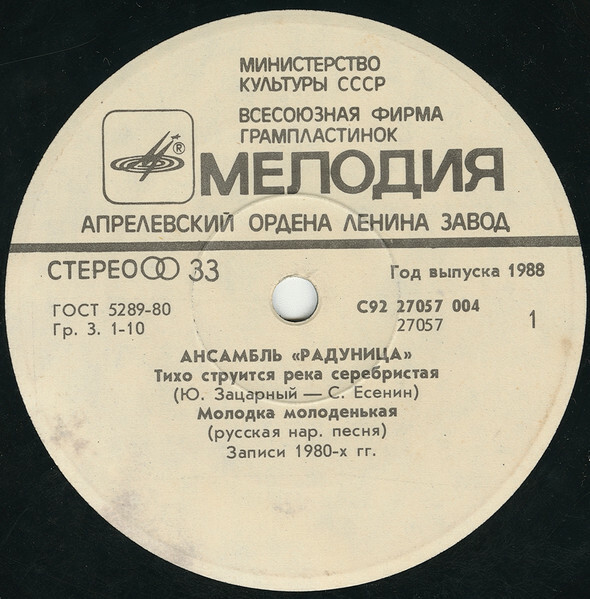 МИНИСТЕРСТВО
КУЛЬТУРЫ СССР
ВСЕСОЮЗНАЯ ФИРМА
ГРАМПЛАСТИНОК
®
МЕЛОДИЯ
АПРЕЛЕВСКИЙ ОРДЕНА ЛЕНИНА ЗАВОД
СТЕРЕО 33
Год выпуска 1988
ГОСТ 5289-80
Гр. 3. 1-10
С92 27057 004
27057
1
АНСАМБЛЬ «РАДУНИЦА»
Тихо струится река серебристая
(Ю. Зацарный — С. Есенин)
Молодка молоденькая
(русская нар. песня)
Записи 1980-х гг.